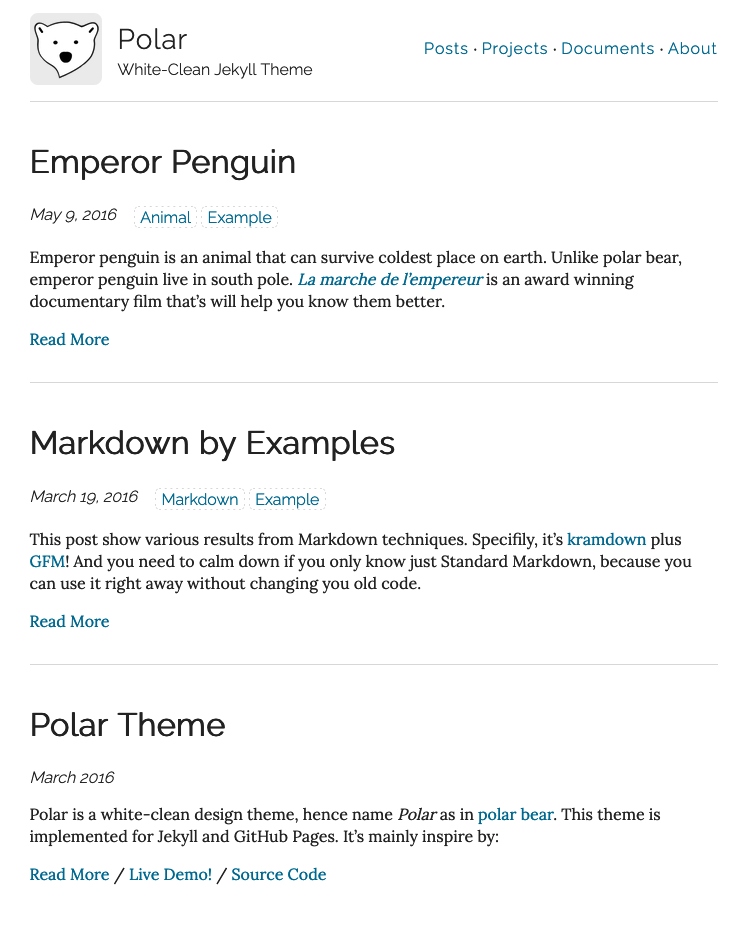 Polar
White-Clean Jekyll Theme
Posts · Projects · Documents · About
Emperor Penguin
May 9, 2016 Animal Example
Emperor penguin is an animal that can survive coldest place on earth. Unlike polar bear,
emperor penguin live in south pole. La marche de l’empereur is an award winning
documentary film that’s will help you know them better.
Read More
Markdown by Examples
March 19, 2016 Markdown Example
This post show various results from Markdown techniques. Specifily, it’s kramdown plus
GFM! And you need to calm down if you only know just Standard Markdown, because you
can use it right away without changing you old code.
Read More
Polar Theme
March 2016
Polar is a white-clean design theme, hence name Polar as in polar bear. This theme is
implemented for Jekyll and GitHub Pages. It’s mainly inspire by:
Read More / Live Demo! / Source Code